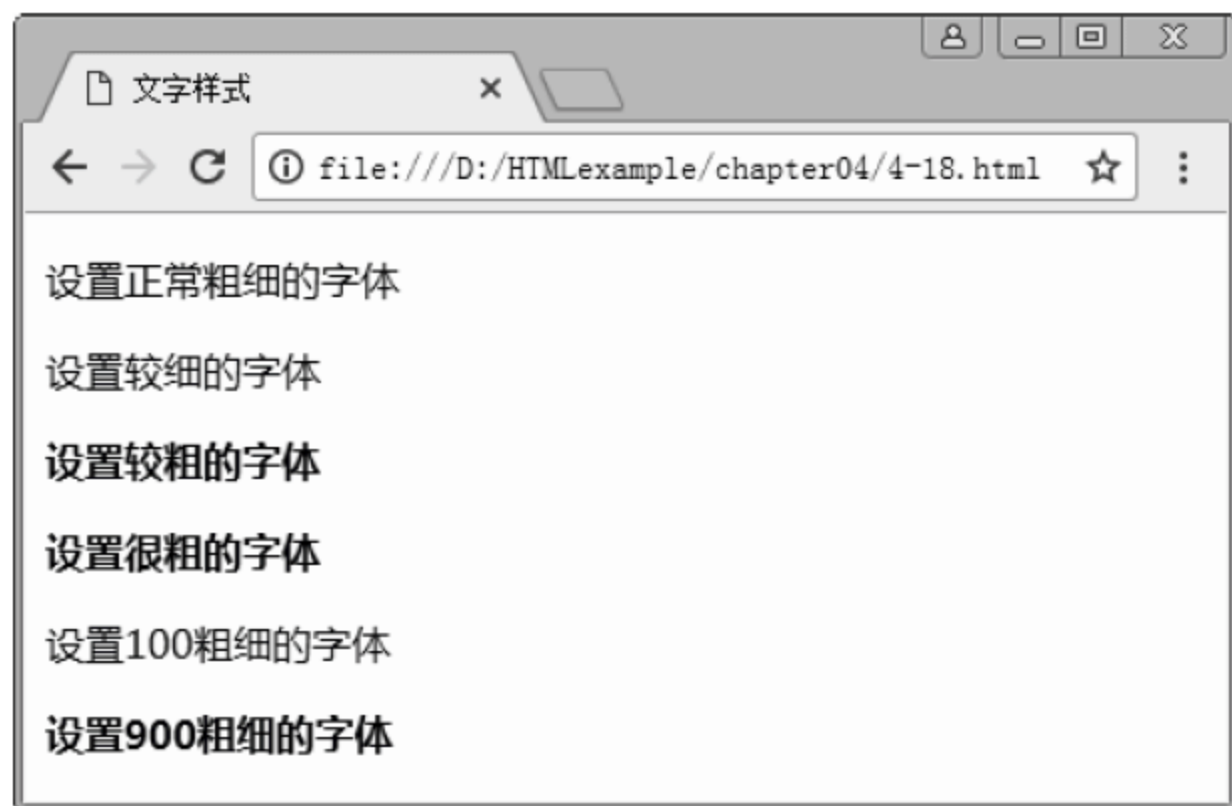 文字样式
file:///D:/HTMLexample/chapter04/4-18.html
设置正常粗细的字体
设置较细的字体
设置较粗的字体
设置很粗的字体
设置100粗细的字体
设置900粗细的字体